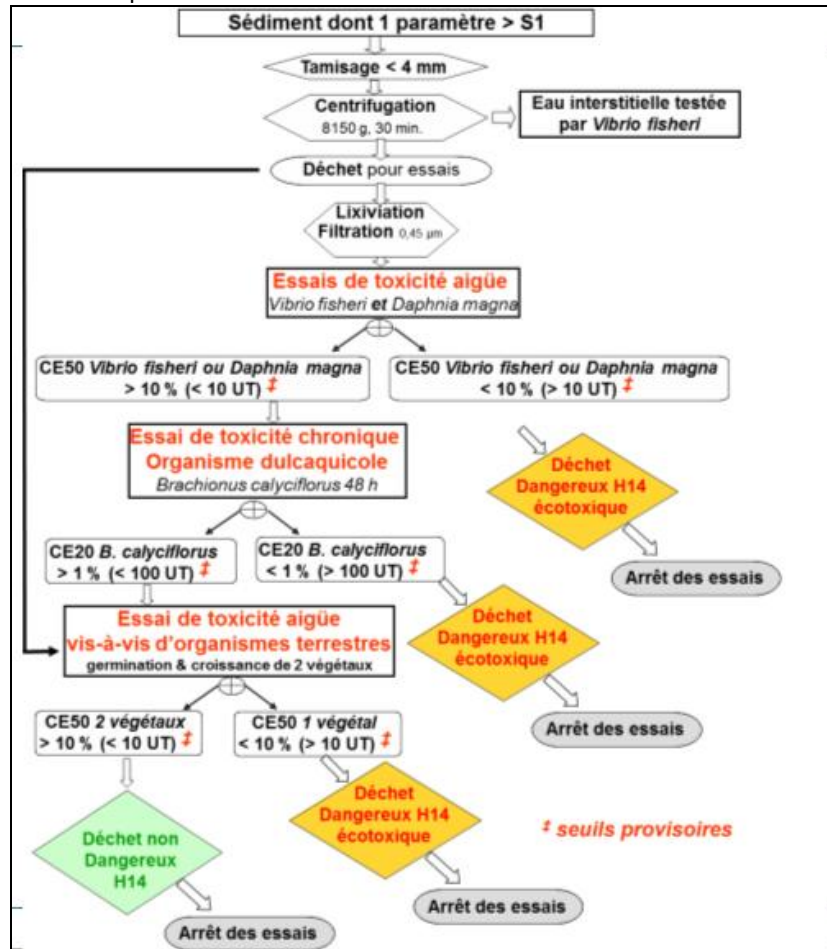 Sédiment dont 1 paramètre > S1
Tamisage < 4 mm
Centrifugation
8150 g, 30 min.
Eau interstitielle testée
par Vibrio fisheri
Déchet pour essais
Lixiviation
Filtration 0,45 µm
Essais de toxicité aigüe
Vibrio fisheri et Daphnia magna
CE50 Vibrio fisheri ou Daphnia magna
> 10 % (< 10 UT) ‡
CE50 Vibrio fisheri ou Daphnia magna
< 10 % (> 10 UT) ‡
Essai de toxicité chronique
Organisme dulcaquicole
Brachionus calyciflorus 48 h
Déchet
Dangereux H14
écotoxique
Arrêt des essais
CE20 B. calyciflorus
> 1 % (< 100 UT) ‡
CE20 B. calyciflorus
< 1 % (> 100 UT) ‡
Déchet
Dangereux H14
écotoxique
Arrêt des essais
Essai de toxicité aigüe
vis-à-vis d'organismes terrestres
germination & croissance de 2 végétaux
CE50 2 végétaux
> 10 % (< 10 UT) ‡
CE50 1 végétal
< 10 % (> 10 UT) ‡
Déchet non
Dangereux
H14
Arrêt des essais
Déchet
Dangereux H14
écotoxique
Arrêt des essais
‡ seuils provisoires